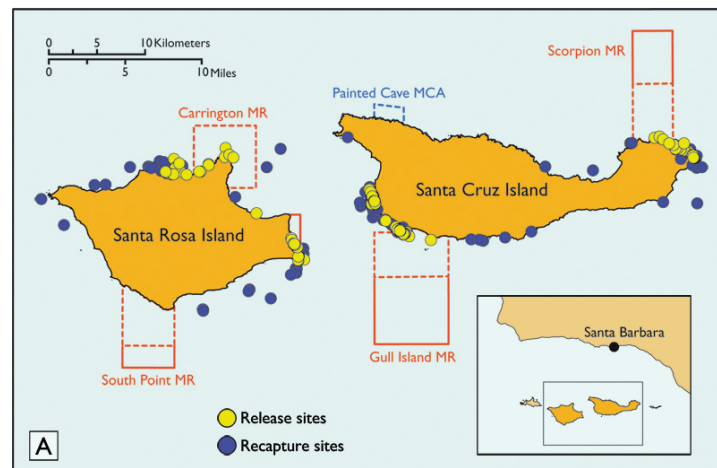 0 5 10 Kilometers
0 5 10 Miles
Scorpion MR
Painted Cave MCA
Carrington MR
Santa Cruz Island
Santa Rosa Island
Gull Island MR
South Point MR
Santa Barbara
Release sites
Recapture sites
A